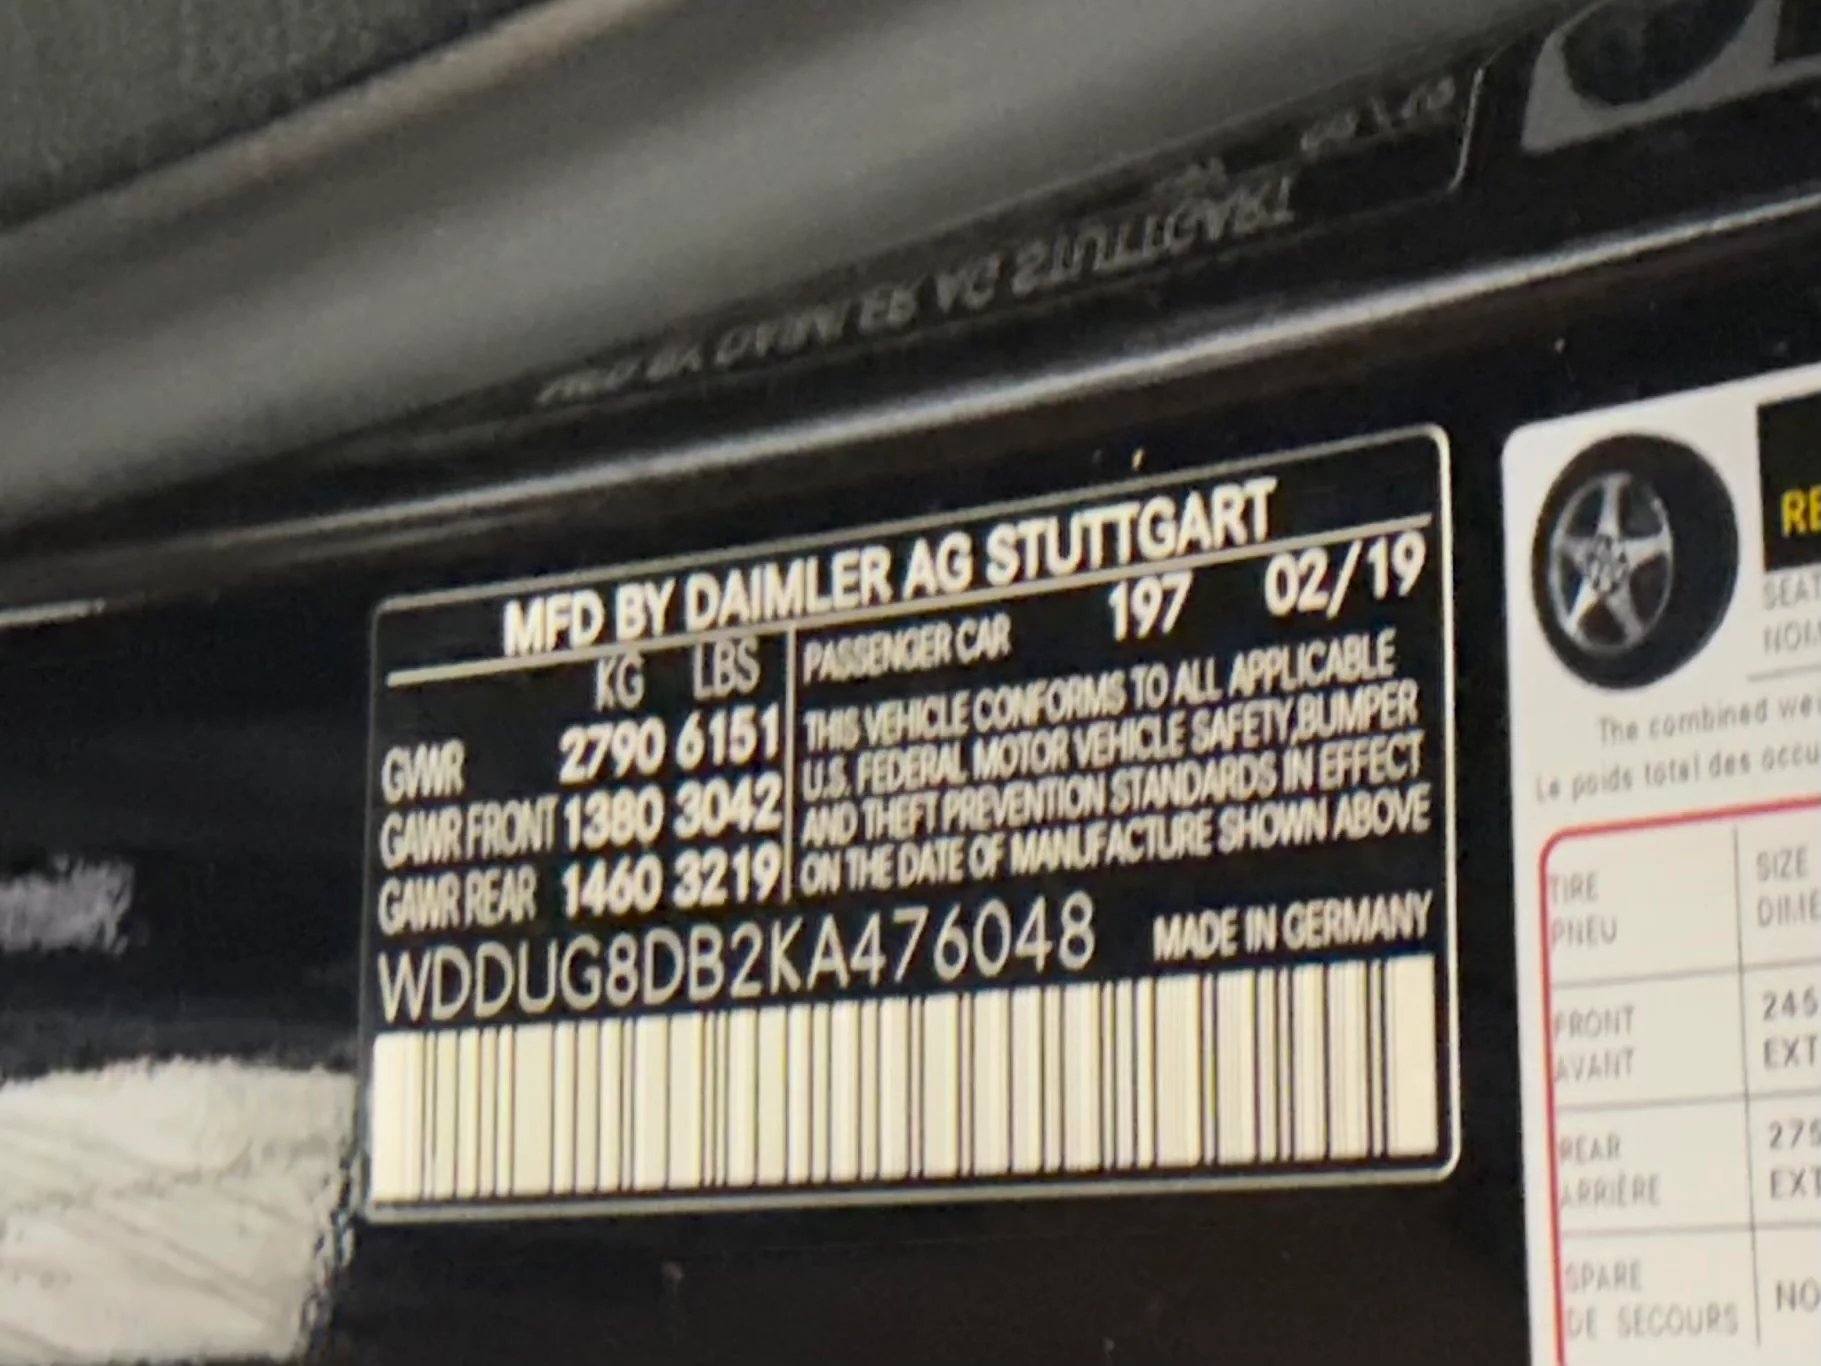 MFD BY DAIMLER AG STUTTGART
KG LBS
GVWR 2790 6151
GAWR FRONT 1380 3042
GAWR REAR 1460 3219
PASSENGER CAR 197 02/19
THIS VEHICLE CONFORMS TO ALL APPLICABLE
U.S. FEDERAL MOTOR VEHICLE SAFETY,BUMPER
AND THEFT PREVENTION STANDARDS IN EFFECT
ON THE DATE OF MANUFACTURE SHOWN ABOVE
WDDUG8DB2KA476048 MADE IN GERMANY
The combined
Le poids total des
TIRE
PNEU
SIZE
FRONT
AVANT
245
REAR
ARRIÈRE
275
SPARE
DE SECOURS